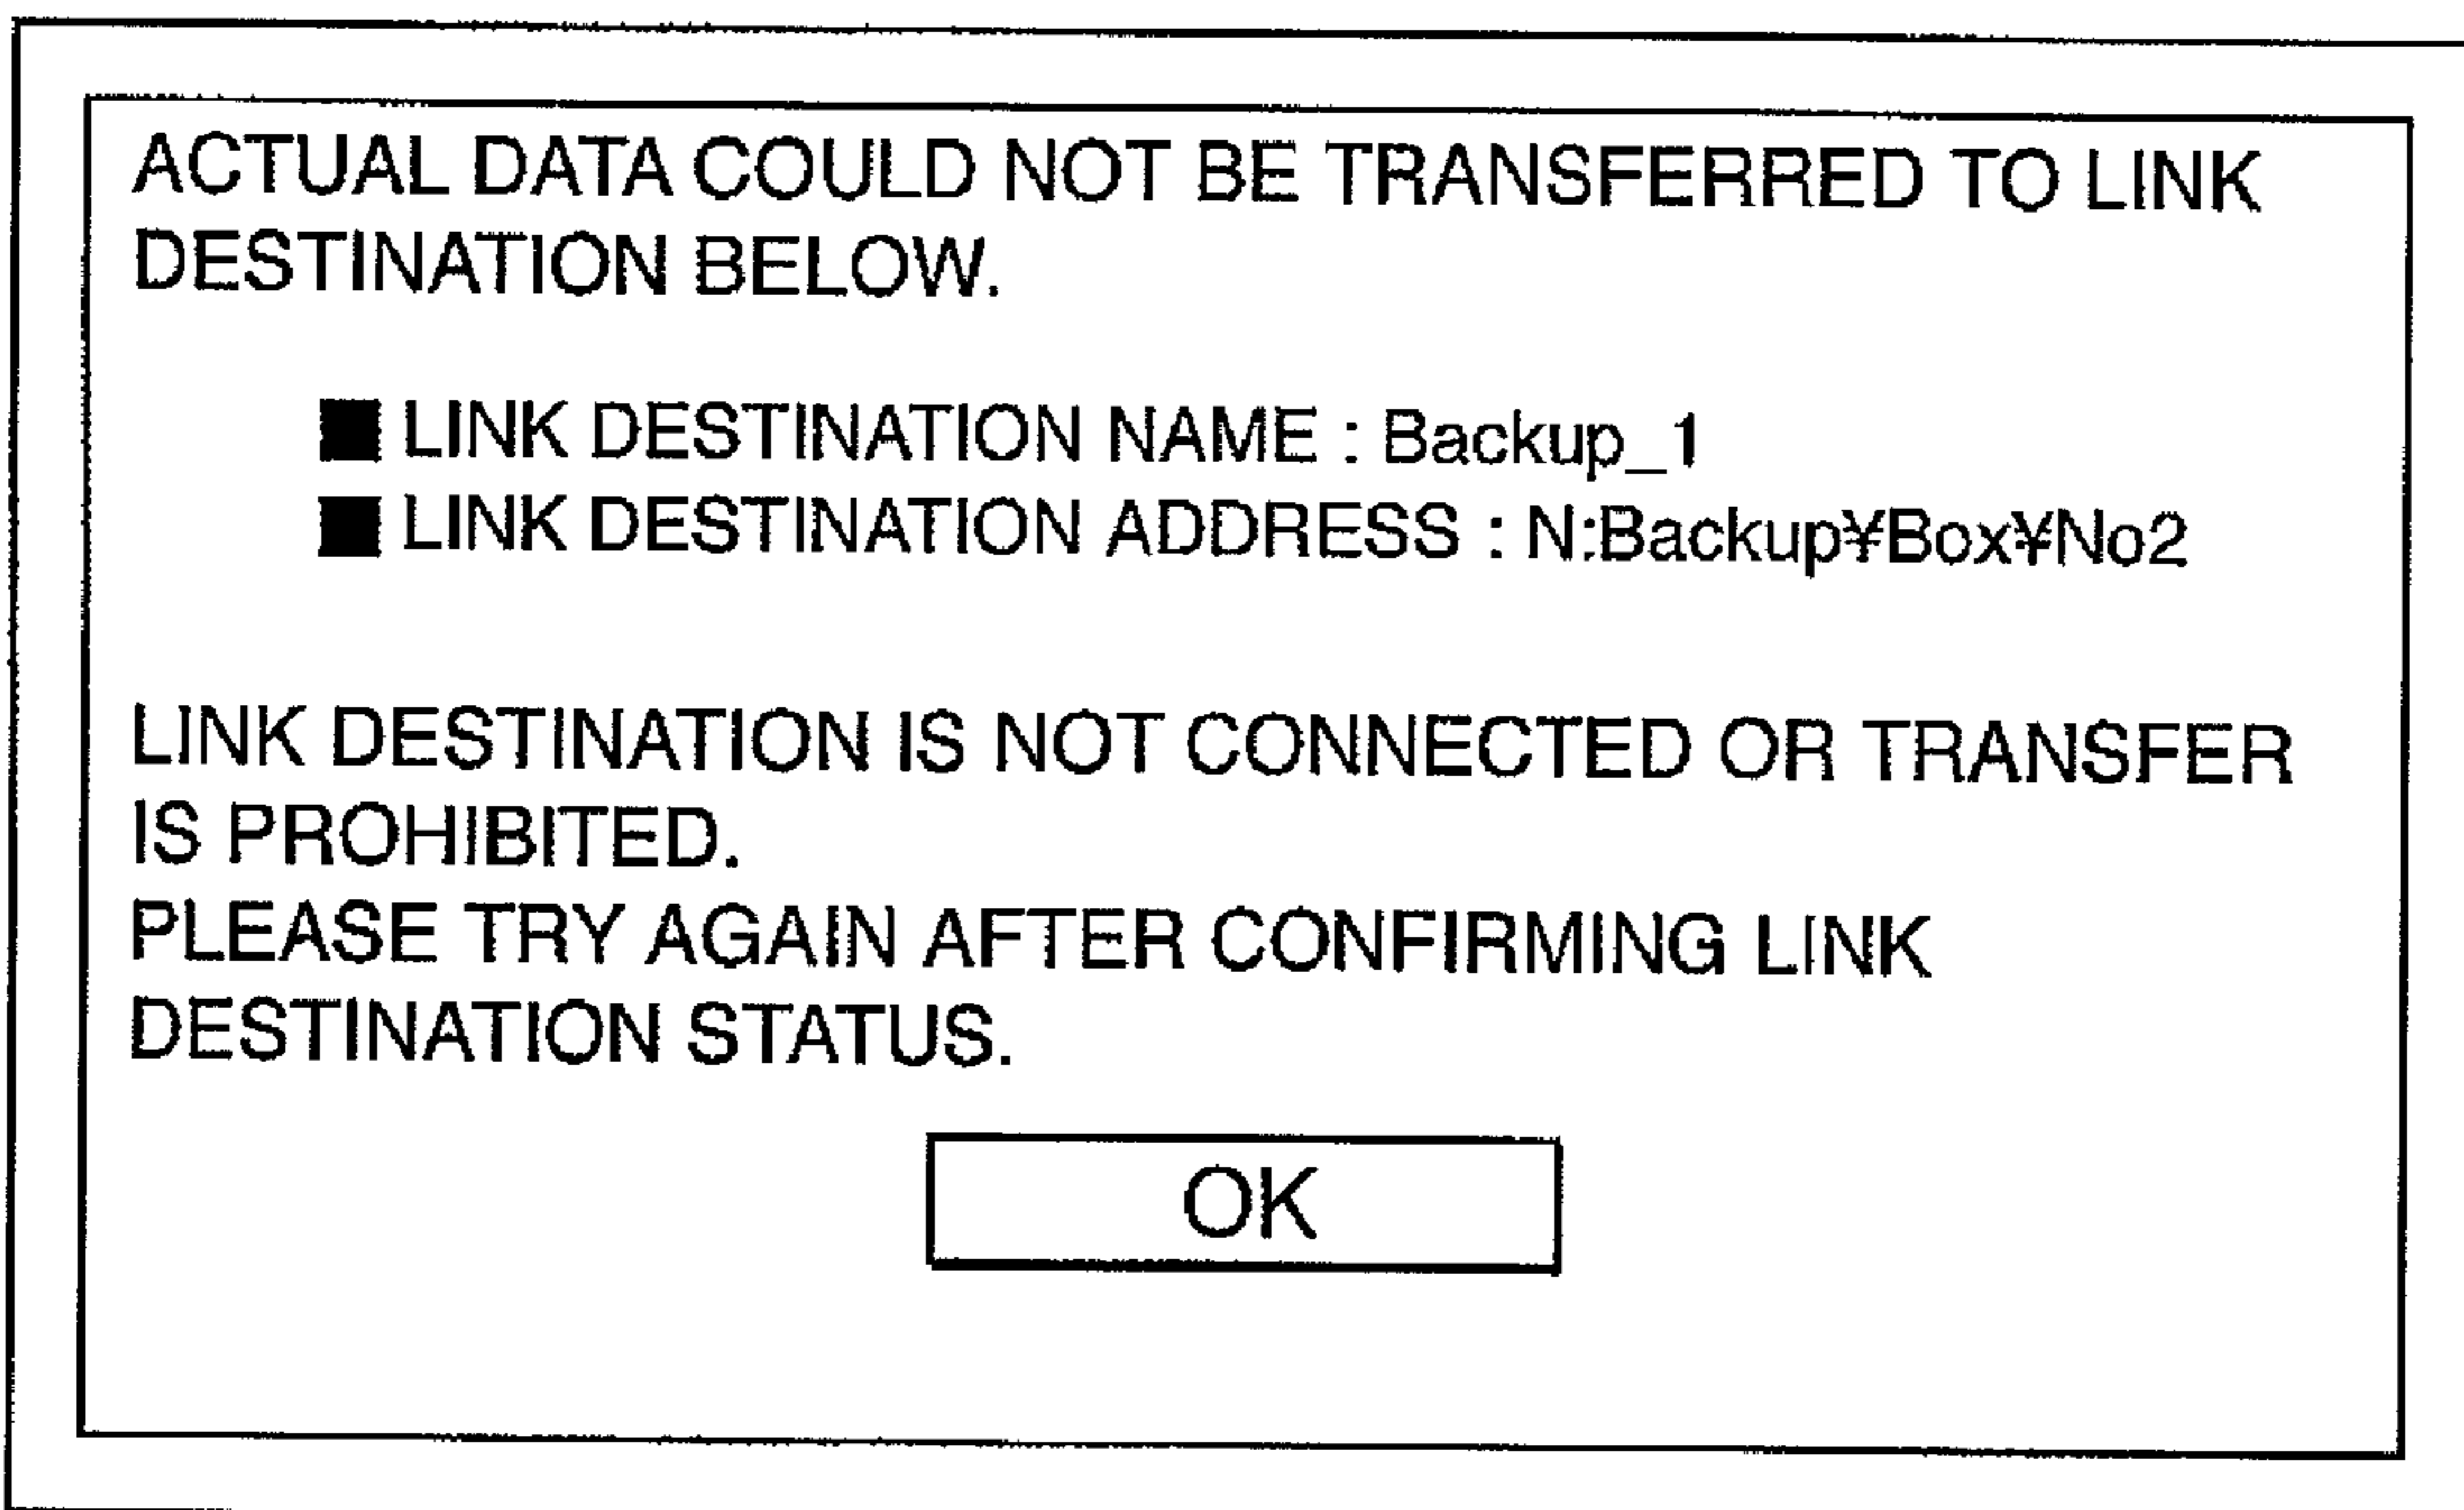 ACTUAL DATA COULD NOT BE TRANSFERRED TO LINK
DESTINATION BELOW.
■ LINK DESTINATION NAME : Backup_1
■ LINK DESTINATION ADDRESS : N:Backup¥Box¥No2
LINK DESTINATION IS NOT CONNECTED OR TRANSFER
IS PROHIBITED.
PLEASE TRY AGAIN AFTER CONFIRMING LINK
DESTINATION STATUS.
OK